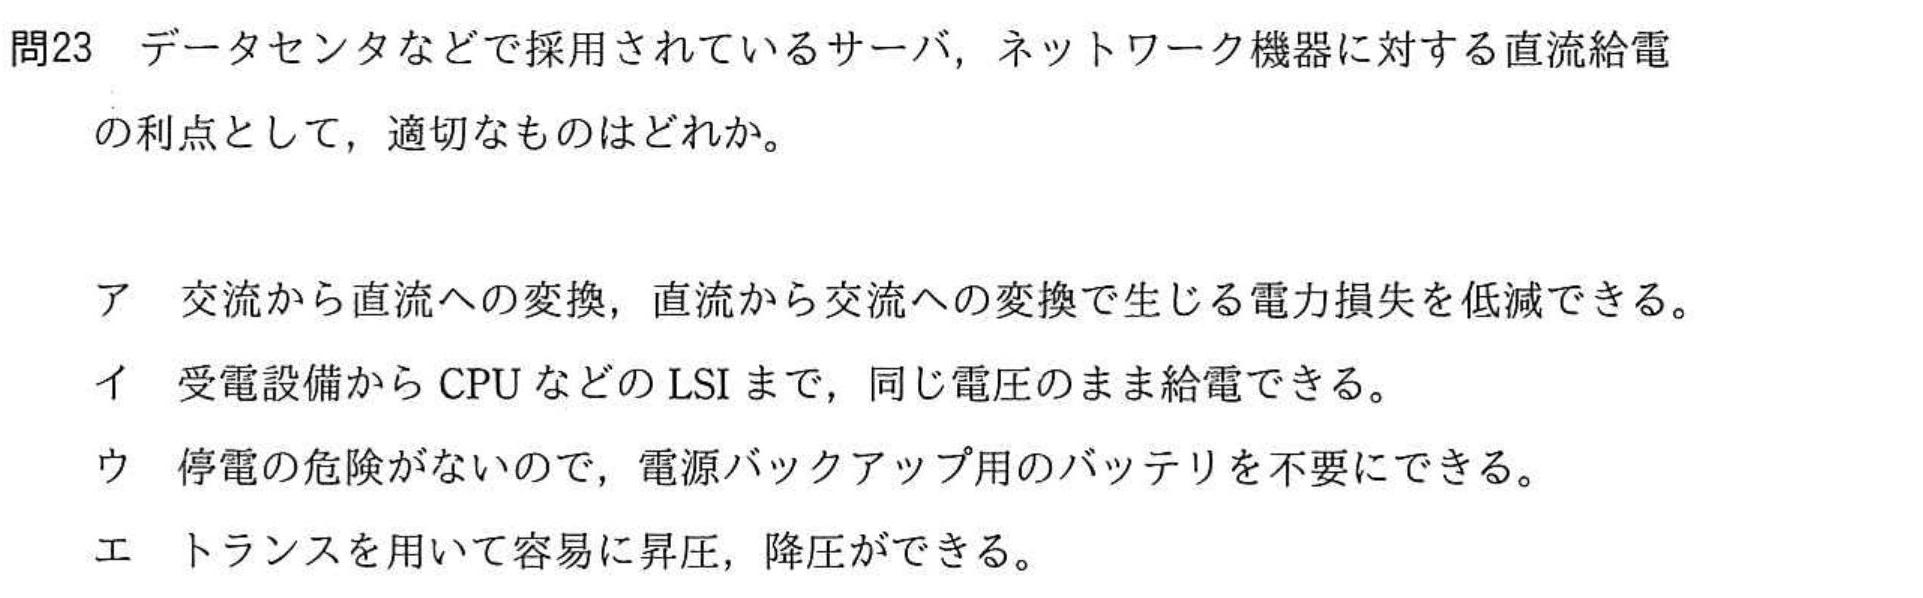 問23　データセンタなどで採用されているサーバ，ネットワーク機器に対する直流給電
の利点として，適切なものはどれか。
ア　交流から直流への変換，直流から交流への変換で生じる電力損失を低減できる。
イ　受電設備から CPU などの LSI まで，同じ電圧のまま給電できる。
ウ　停電の危険がないので，電源バックアップ用のバッテリを不要にできる。
エ　トランスを用いて容易に昇圧，降圧ができる。